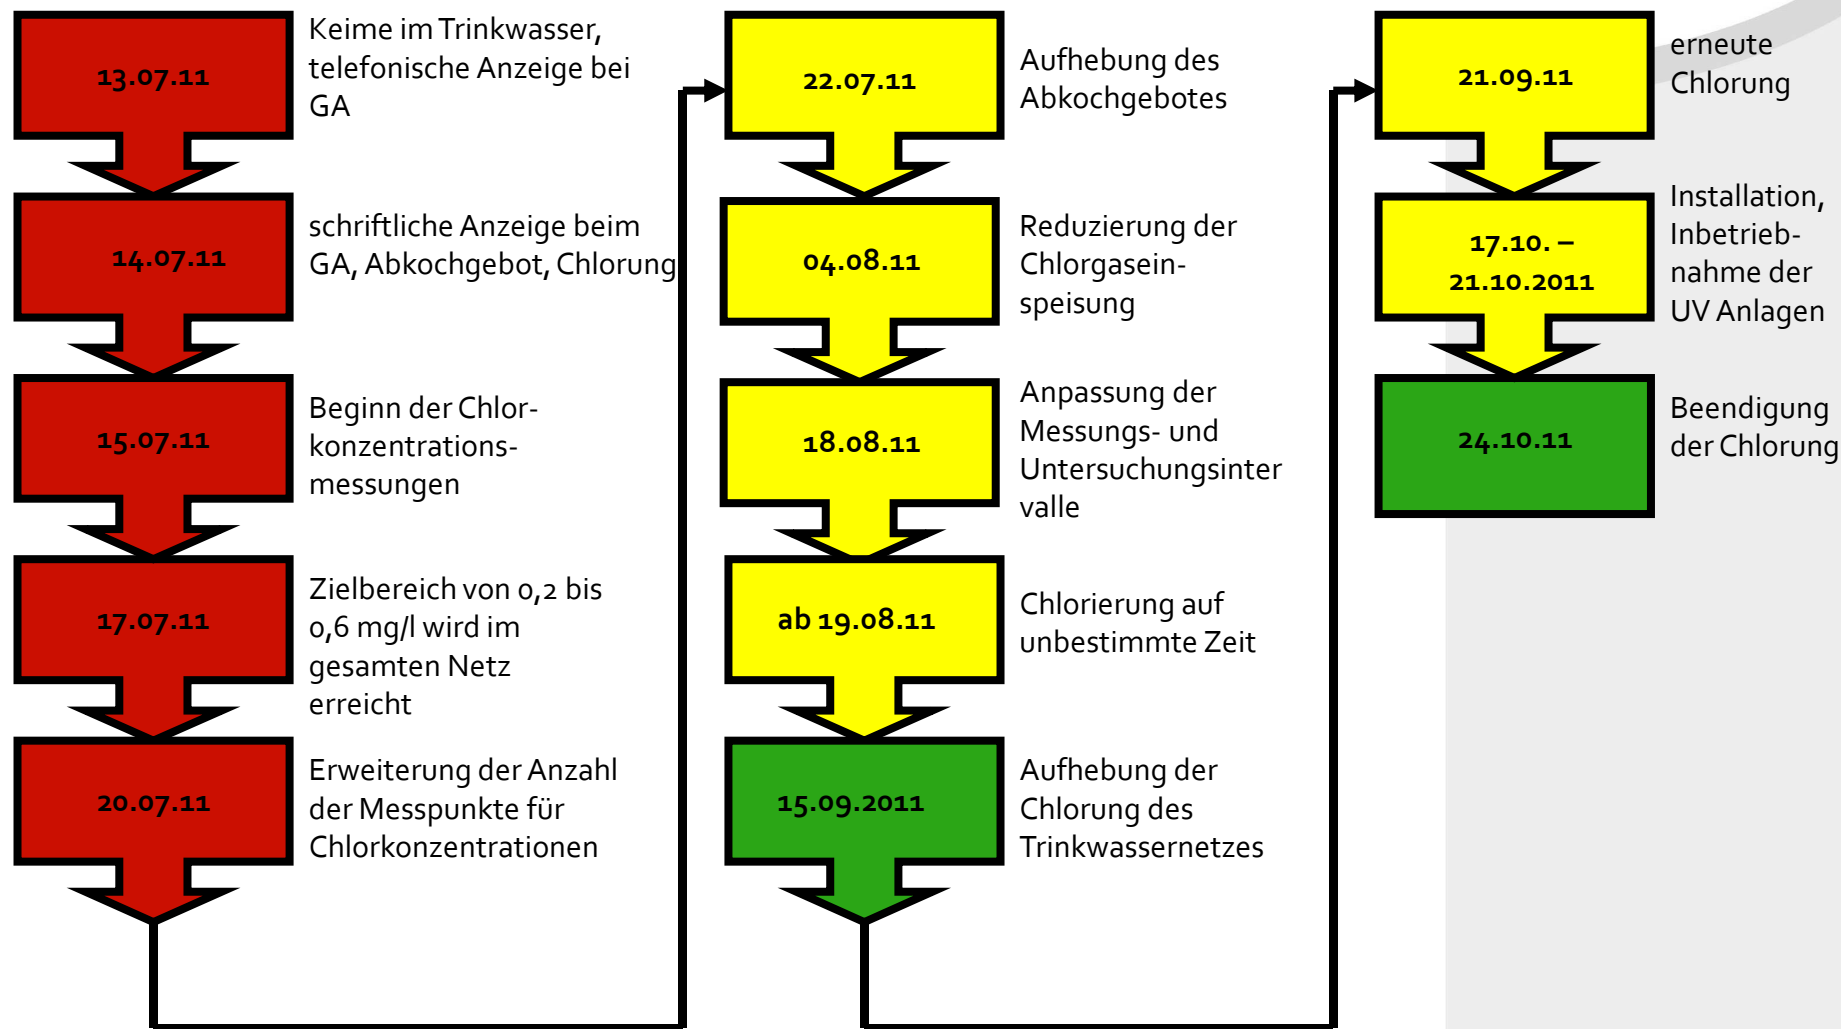 13.07.11
Keime im Trinkwasser,
telefonische Anzeige bei
GA
14.07.11
schriftliche Anzeige beim
GA, Abkochgebot, Chlorung
15.07.11
Beginn der Chlor-
konzentrations-
messungen
17.07.11
Zielbereich von 0,2 bis
0,6 mg/l wird im
gesamten Netz
erreicht
20.07.11
Erweiterung der Anzahl
der Messpunkte für
Chlorkonzentrationen
22.07.11
Aufhebung des
Abkochgebotes
04.08.11
Reduzierung der
Chlorgasein-
speisung
18.08.11
Anpassung der
Messungs- und
Untersuchungsinter
valle
ab 19.08.11
Chlorierung auf
unbestimmte Zeit
15.09.2011
Aufhebung der
Chlorung des
Trinkwassernetzes
21.09.11
erneute
Chlorung
17.10. –
21.10.2011
Installation,
Inbetrieb-
nahme der
UV Anlagen
24.10.11
Beendigung
der Chlorung